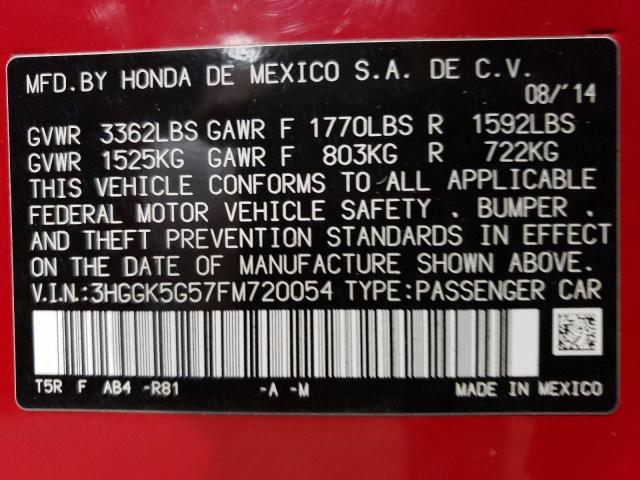 MFD.BY HONDA DE MEXICO S.A. DE C.V.
08/'14
GVWR 3362LBS GAWR F 1770LBS R 1592LBS
GVWR 1525KG GAWR F 803KG R 722KG
THIS VEHICLE CONFORMS TO ALL APPLICABLE
FEDERAL MOTOR VEHICLE SAFETY , BUMPER ,
AND THEFT PREVENTION STANDARDS IN EFFECT
ON THE DATE OF MANUFACTURE SHOWN ABOVE.
V.I.N:3HGGK5G57FM720054 TYPE:PASSENGER CAR
T5R F AB4 -R81 -A -M MADE IN MEXICO